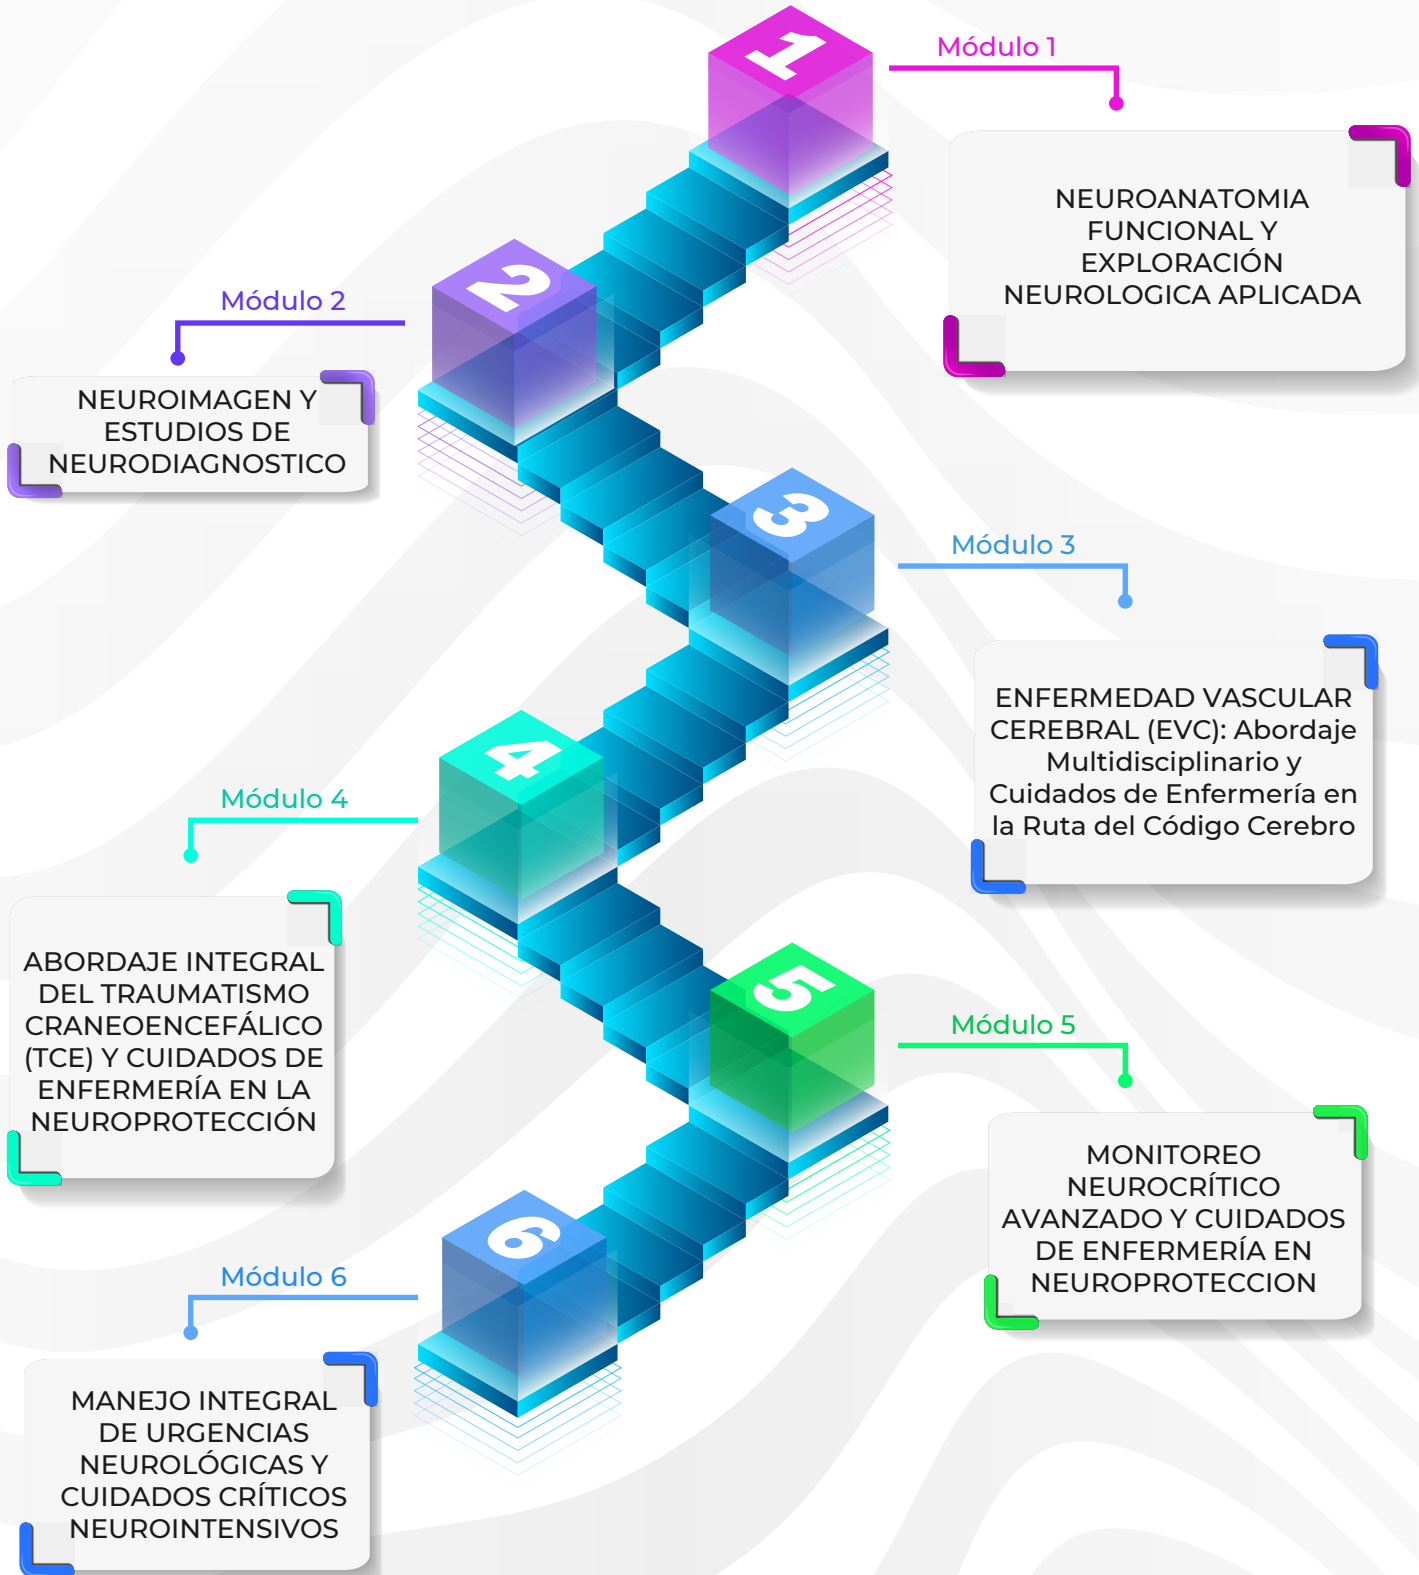 1
Módulo 1
NEUROANATOMIA
FUNCIONAL Y
EXPLORACIÓN
NEUROLOGICA APLICADA
2
Módulo 2
NEUROIMAGEN Y
ESTUDIOS DE
NEURODIAGNOSTICO
3
Módulo 3
ENFERMEDAD VASCULAR
CEREBRAL (EVC): Abordaje
Multidisciplinario y
Cuidados de Enfermería en
la Ruta del Código Cerebro
4
Módulo 4
ABORDAJE INTEGRAL
DEL TRAUMATISMO
CRANEOENCEFÁLICO
(TCE) Y CUIDADOS DE
ENFERMERÍA EN LA
NEUROPROTECCIÓN
5
Módulo 5
MONITOREO
NEUROCRÍTICO
AVANZADO Y CUIDADOS
DE ENFERMERÍA EN
NEUROPROTECCION
6
Módulo 6
MANEJO INTEGRAL
DE URGENCIAS
NEUROLÓGICAS Y
CUIDADOS CRÍTICOS
NEUROINTENSIVOS